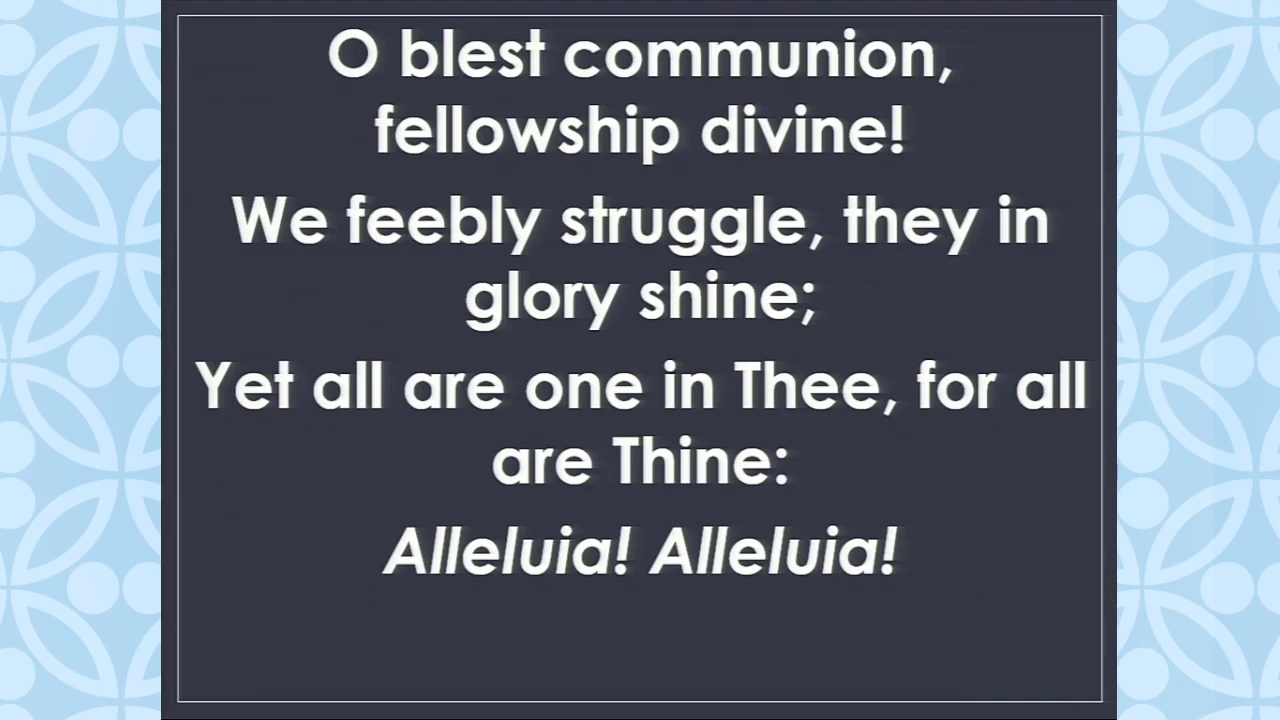 O blest communion,
fellowship divine!
We feebly struggle, they in
glory shine;
Yet all are one in Thee, for all
are Thine:
Alleluia! Alleluia!